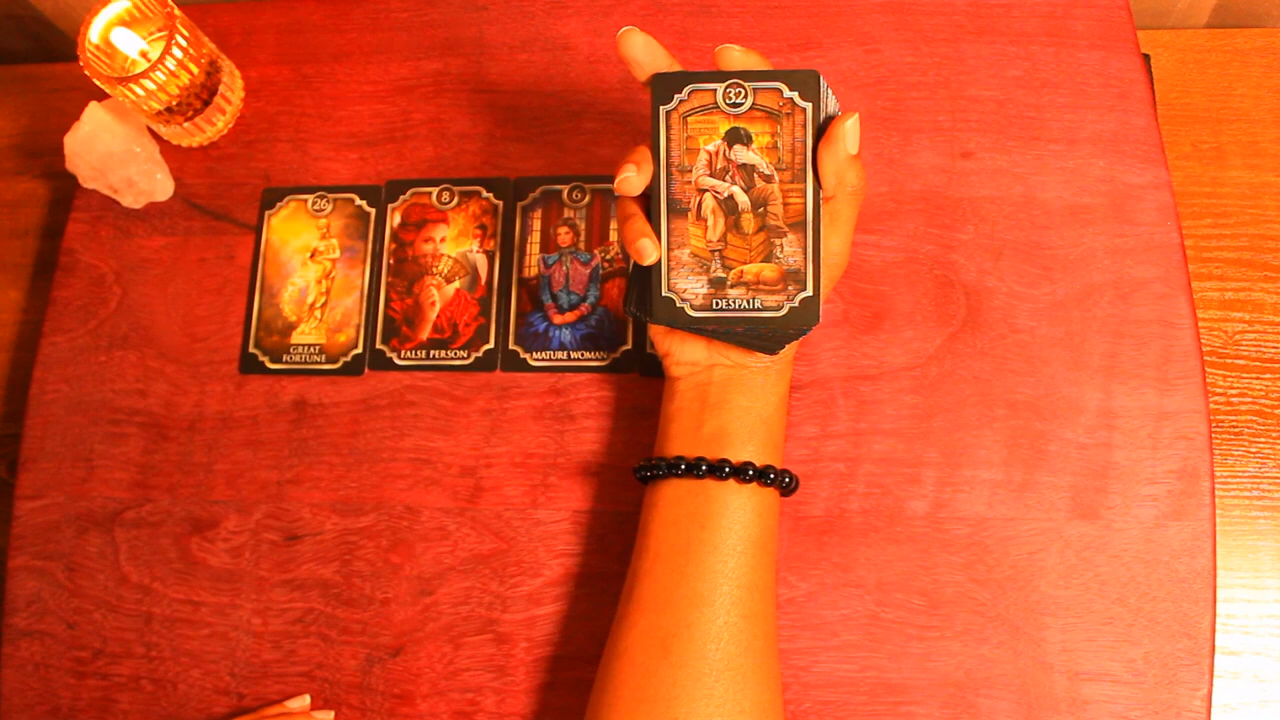 26
GREAT
FORTUNE
8
FALSE PERSON
6
MATURE WOMAN
32
DESPAIR